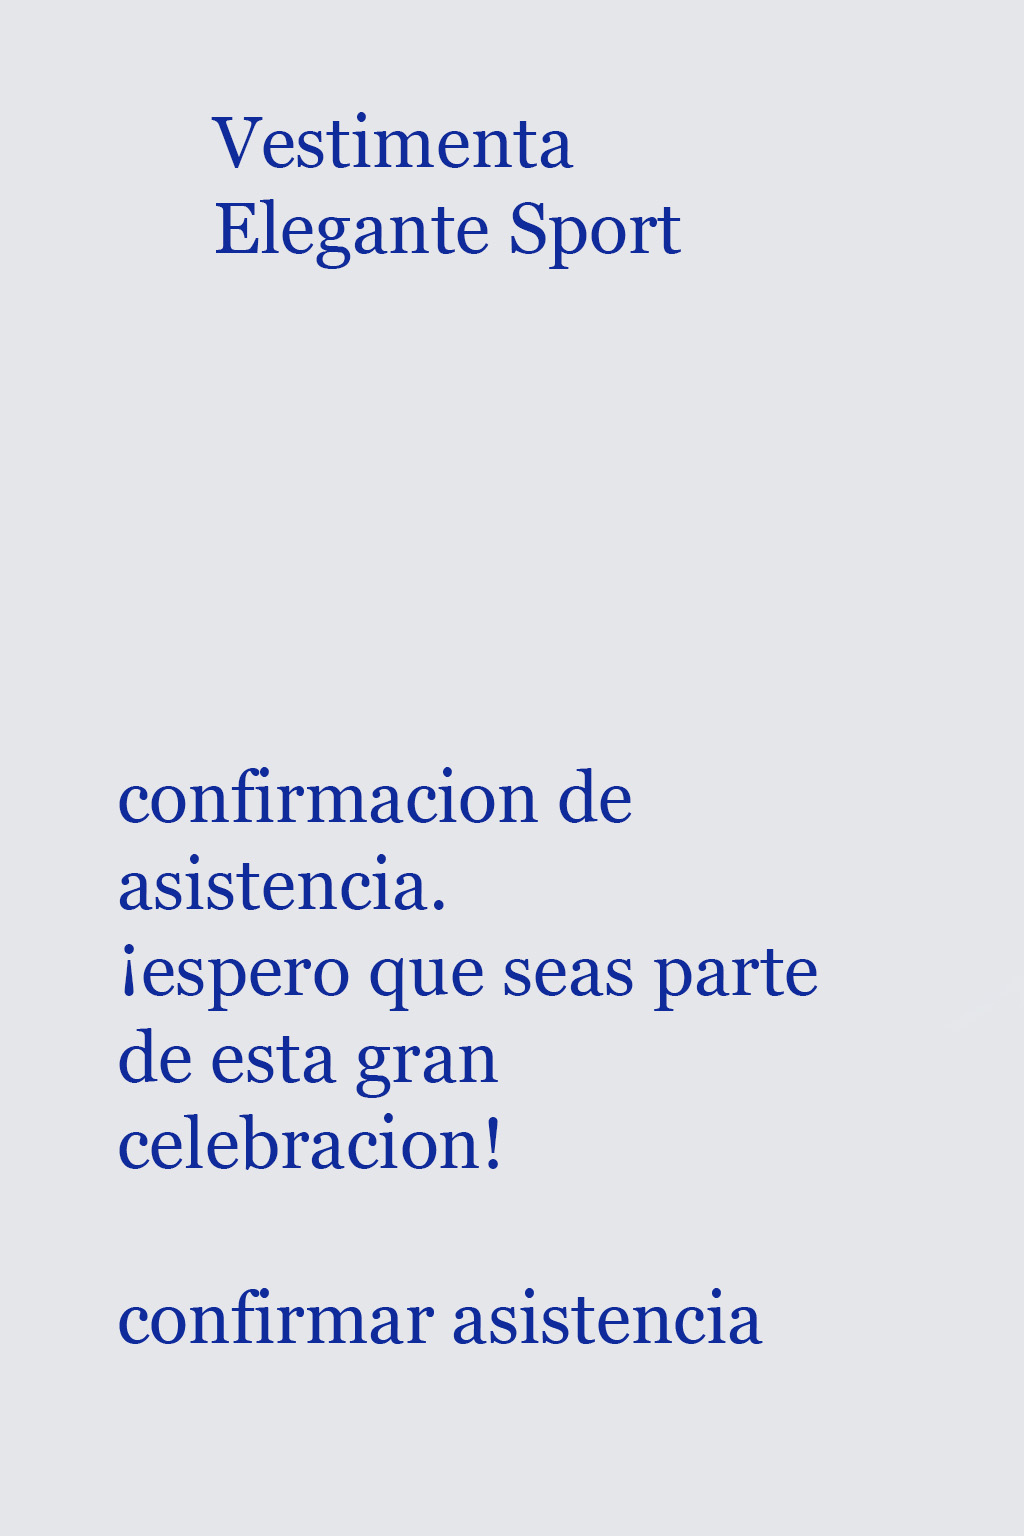 Vestimenta
Elegante Sport
confirmacion de
asistencia.
¡espero que seas parte
de esta gran
celebracion!
confirmar asistencia